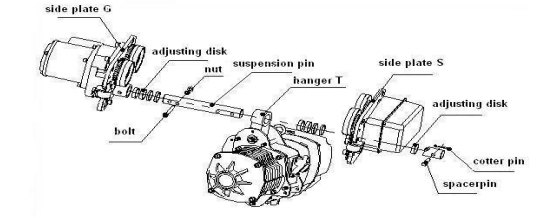 side plate G
adjusting disk
nut
suspension pin
hanger T
side plate S
adjusting disk
bolt
cotter pin
spacerpin